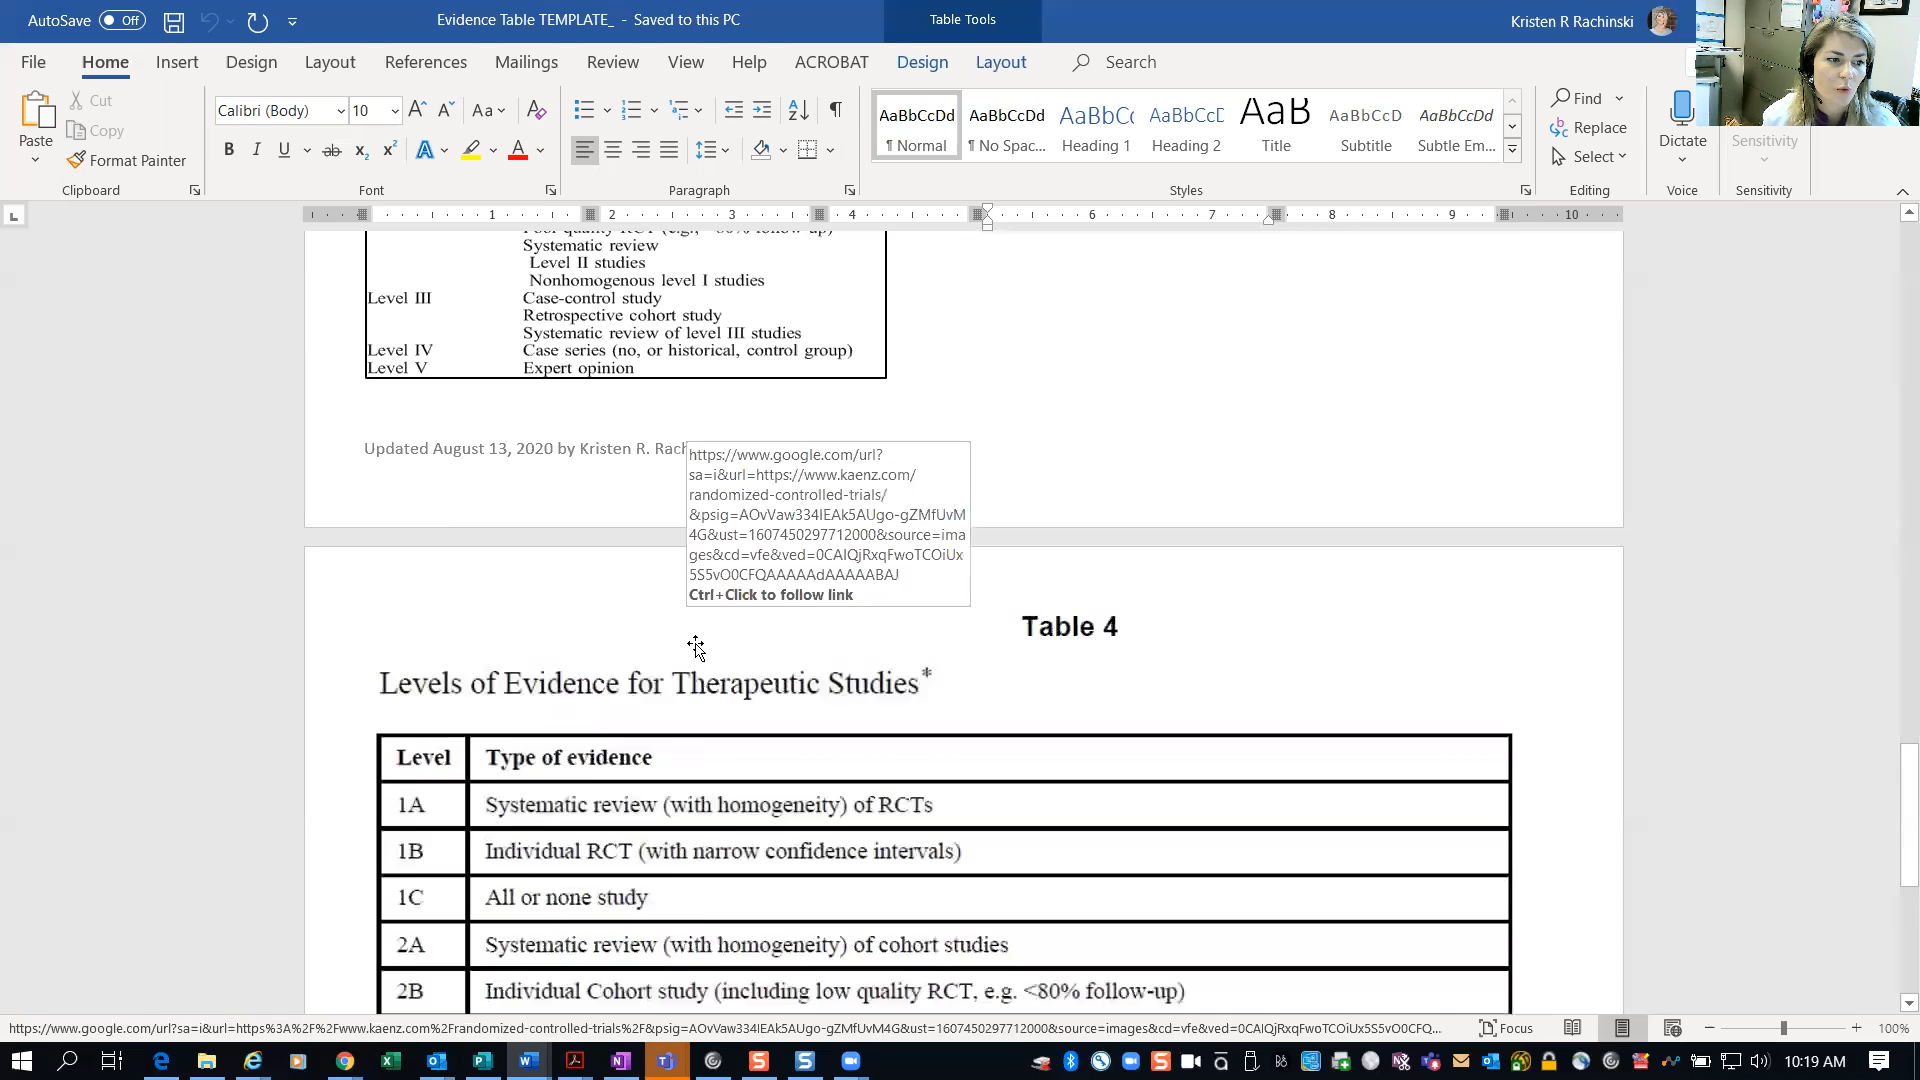 AutoSave Off
Evidence Table TEMPLATE_ - Saved to this PC
Table Tools
Kristen R Rachinski
File Home Insert Design Layout References Mailings Review View Help ACROBAT Design Layout Search
Paste
Cut
Copy
Format Painter
Clipboard
Calibri (Body) 10
Font
Paragraph
AaBbCcDd AaBbCcDd AaBbCc AaBbCcD AaB AaBbCcD AaBbCcDd
¶ Normal ¶ No Spac... Heading 1 Heading 2 Title Subtitle Subtle Em...
Styles
Find
Replace
Select
Editing
Dictate
Voice
Sensitivity
Sensitivity
1 2 3 4 6 7 8 9 10
Systematic review
Level II studies
Nonhomogenous level I studies
Level III Case-control study
Retrospective cohort study
Systematic review of level III studies
Level IV Case series (no, or historical, control group)
Level V Expert opinion
Updated August 13, 2020 by Kristen R. Rach
https://www.google.com/url?
sa=i&url=https://www.kaenz.com/
randomized-controlled-trials/
&psig=AOvVaw334IEAk5AUgo-gZMfUvM
4G&ust=1607450297712000&source=ima
ges&cd=vfe&ved=0CAIQjRxqFwoTCOiUx
5S5vO0CFQAAAAAdAAAAABAJ
Ctrl+Click to follow link
Table 4
Levels of Evidence for Therapeutic Studies*
Level Type of evidence
1A Systematic review (with homogeneity) of RCTs
1B Individual RCT (with narrow confidence intervals)
1C All or none study
2A Systematic review (with homogeneity) of cohort studies
2B Individual Cohort study (including low quality RCT, e.g. <80% follow-up)
https://www.google.com/url?sa=i&url=https%3A%2F%2Fwww.kaenz.com%2Frandomized-controlled-trials%2F&psig=AOvVaw334IEAk5AUgo-gZMfUvM4G&ust=1607450297712000&source=images&cd=vfe&ved=0CAIQjRxqFwoTCOiUx5S5vO0CFQ...
Focus
100%
10:19 AM